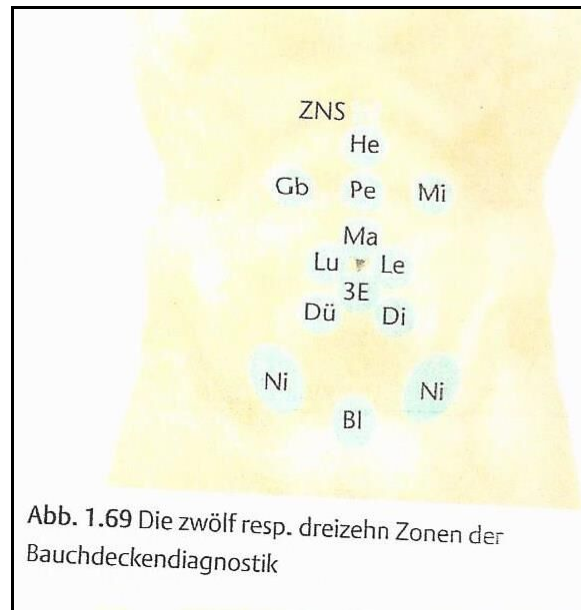 ZNS
He
Gb Pe Mi
Ma
Lu Le
3E
Dü Di
Ni Ni
Bl
Abb. 1.69 Die zwölf resp. dreizehn Zonen der
Bauchdeckendiagnostik